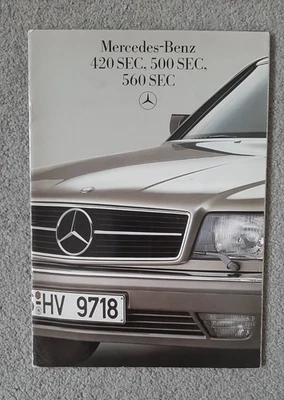 Mercedes-Benz
420 SEC, 500 SEC,
560 SEC
HV 9718